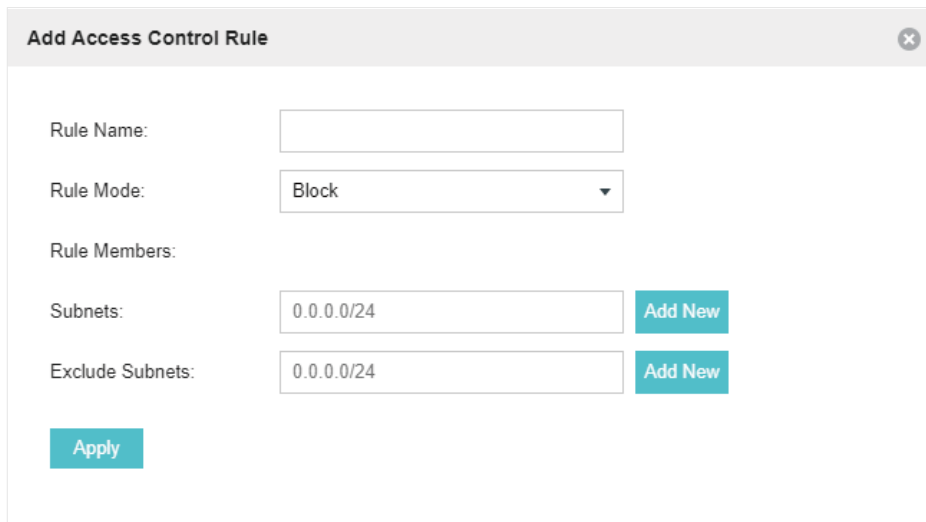 Add Access Control Rule
Rule Name:
Rule Mode: Block
Rule Members:
Subnets: 0.0.0.0/24 Add New
Exclude Subnets: 0.0.0.0/24 Add New
Apply